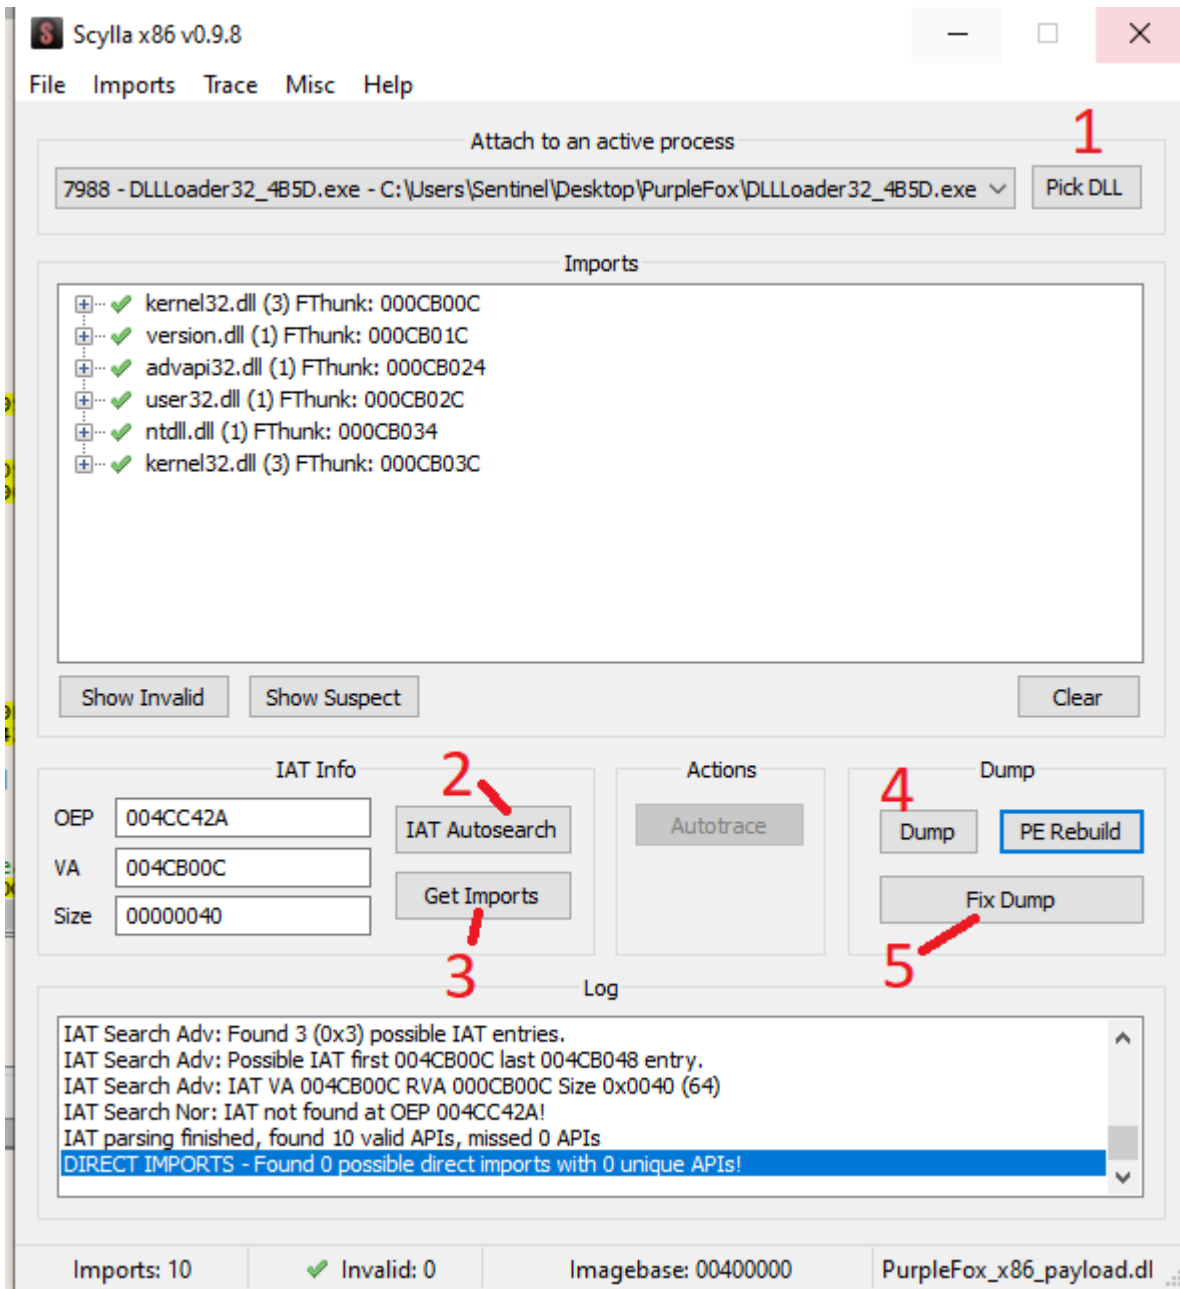 Scylla x86 v0.9.8
File Imports Trace Misc Help
1
Attach to an active process
7988 - DLLLoader32_4B5D.exe - C:\Users\Sentinel\Desktop\PurpleFox\DLLLoader32_4B5D.exe
Pick DLL
Imports
kernel32.dll (3) FThunk: 000CB00C
version.dll (1) FThunk: 000CB01C
advapi32.dll (1) FThunk: 000CB024
user32.dll (1) FThunk: 000CB02C
ntdll.dll (1) FThunk: 000CB034
kernel32.dll (3) FThunk: 000CB03C
Show Invalid Show Suspect Clear
IAT Info
OEP 004CC42A
VA 004CB00C
Size 00000040
2
IAT Autosearch
Get Imports
3
Actions
Autotrace
Dump
4
Dump PE Rebuild
Fix Dump
5
Log
IAT Search Adv: Found 3 (0x3) possible IAT entries.
IAT Search Adv: Possible IAT first 004CB00C last 004CB048 entry.
IAT Search Adv: IAT VA 004CB00C RVA 000CB00C Size 0x0040 (64)
IAT Search Nor: IAT not found at OEP 004CC42A!
IAT parsing finished, found 10 valid APIs, missed 0 APIs
DIRECT IMPORTS - Found 0 possible direct imports with 0 unique APIs!
Imports: 10 Invalid: 0 Imagebase: 00400000 PurpleFox_x86_payload.dl